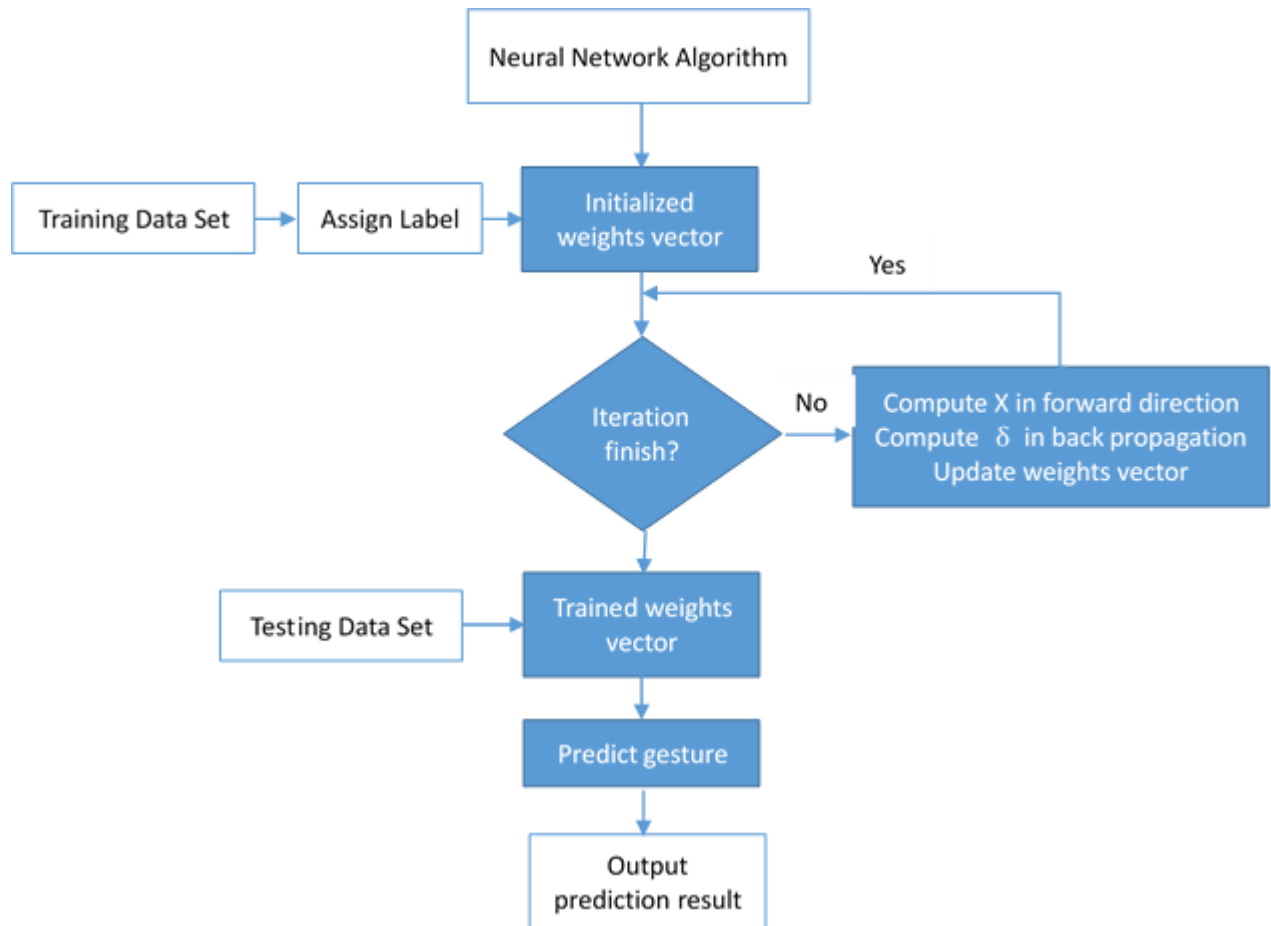 Neural Network Algorithm
Training Data Set
Assign Label
Initialized
weights vector
Yes
Iteration
finish?
No
Compute X in forward direction
Compute δ in back propagation
Update weights vector
Testing Data Set
Trained weights
vector
Predict gesture
Output
prediction result